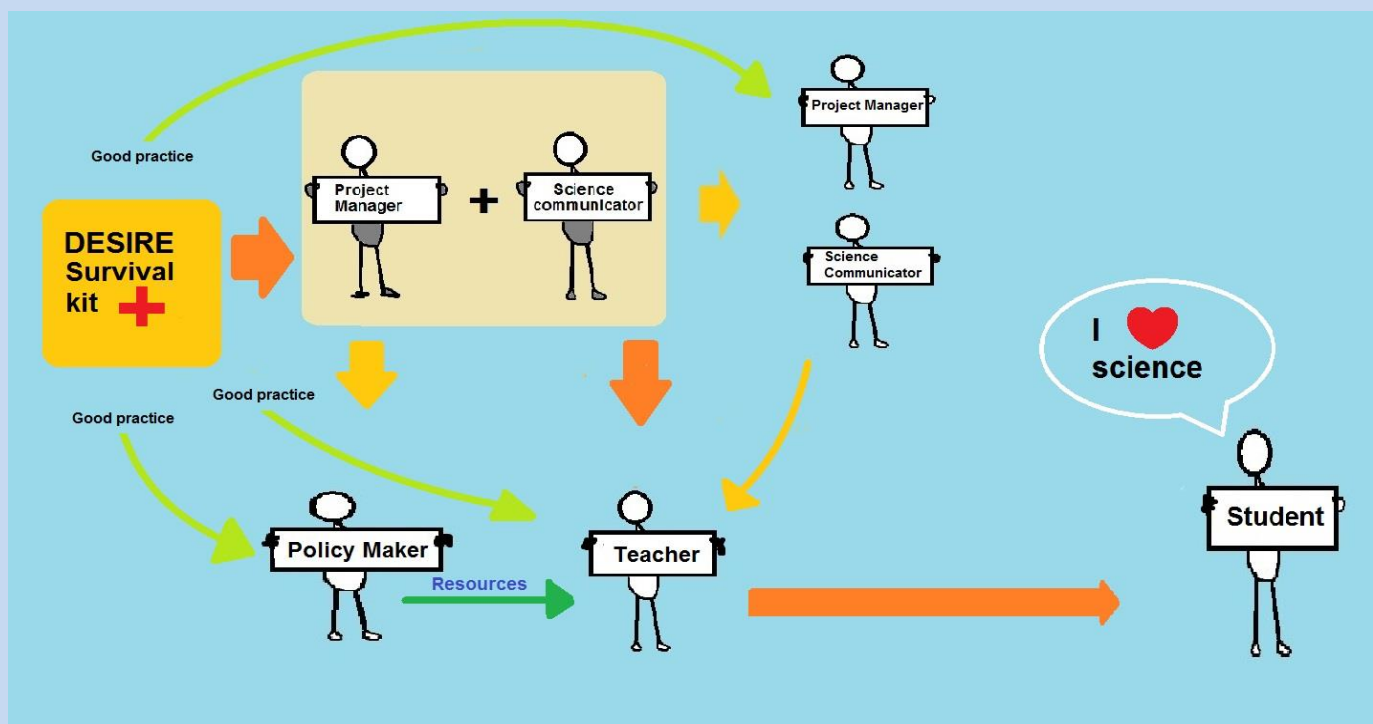 Good practice
DESIRE
Survival
kit
Project
Manager
Science
communicator
Project Manager
Science
Communicator
I
science
Good practice
Good practice
Policy Maker
Resources
Teacher
Student